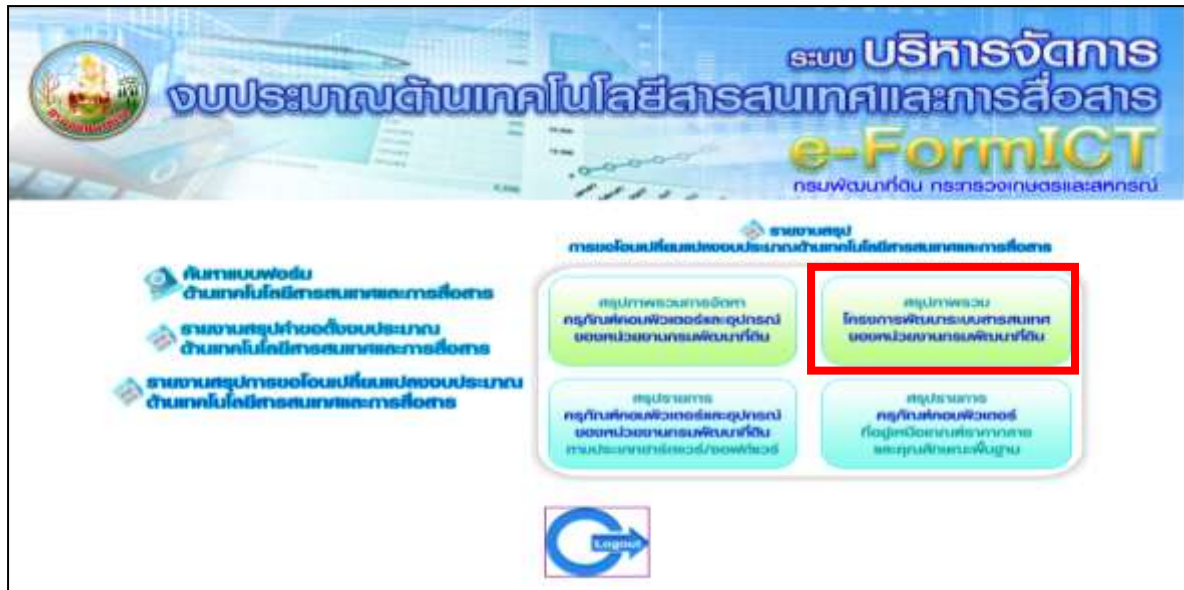 ระบบ บริหารจัดการ
งบประมาณด้านเทคโนโลยีสารสนเทศและการสื่อสาร
e-FormICT
กรมพัฒนาที่ดิน กระทรวงเกษตรและสหกรณ์
รายงานสรุป
การขอโอนเปลี่ยนแปลงงบประมาณด้านเทคโนโลยีสารสนเทศและการสื่อสาร
ค้นหาแบบฟอร์ม
ด้านเทคโนโลยีสารสนเทศและการสื่อสาร
รายงานสรุปคำขอตั้งงบประมาณ
ด้านเทคโนโลยีสารสนเทศและการสื่อสาร
รายงานสรุปการขอโอนเปลี่ยนแปลงงบประมาณ
ด้านเทคโนโลยีสารสนเทศและการสื่อสาร
สรุปภาพรวมการจัดหา
ครุภัณฑ์คอมพิวเตอร์และอุปกรณ์
ของหน่วยงานกรมพัฒนาที่ดิน
สรุปภาพรวม
โครงการพัฒนาระบบสารสนเทศ
ของหน่วยงานกรมพัฒนาที่ดิน
สรุปรายการ
ครุภัณฑ์คอมพิวเตอร์และอุปกรณ์
ของหน่วยงานกรมพัฒนาที่ดิน
ตามประเภทฮาร์ดแวร์/ซอฟต์แวร์
สรุปรายการ
ครุภัณฑ์คอมพิวเตอร์
ที่อยู่เหนือเกณฑ์ราคากลาง
และคุณลักษณะพื้นฐาน
Logout